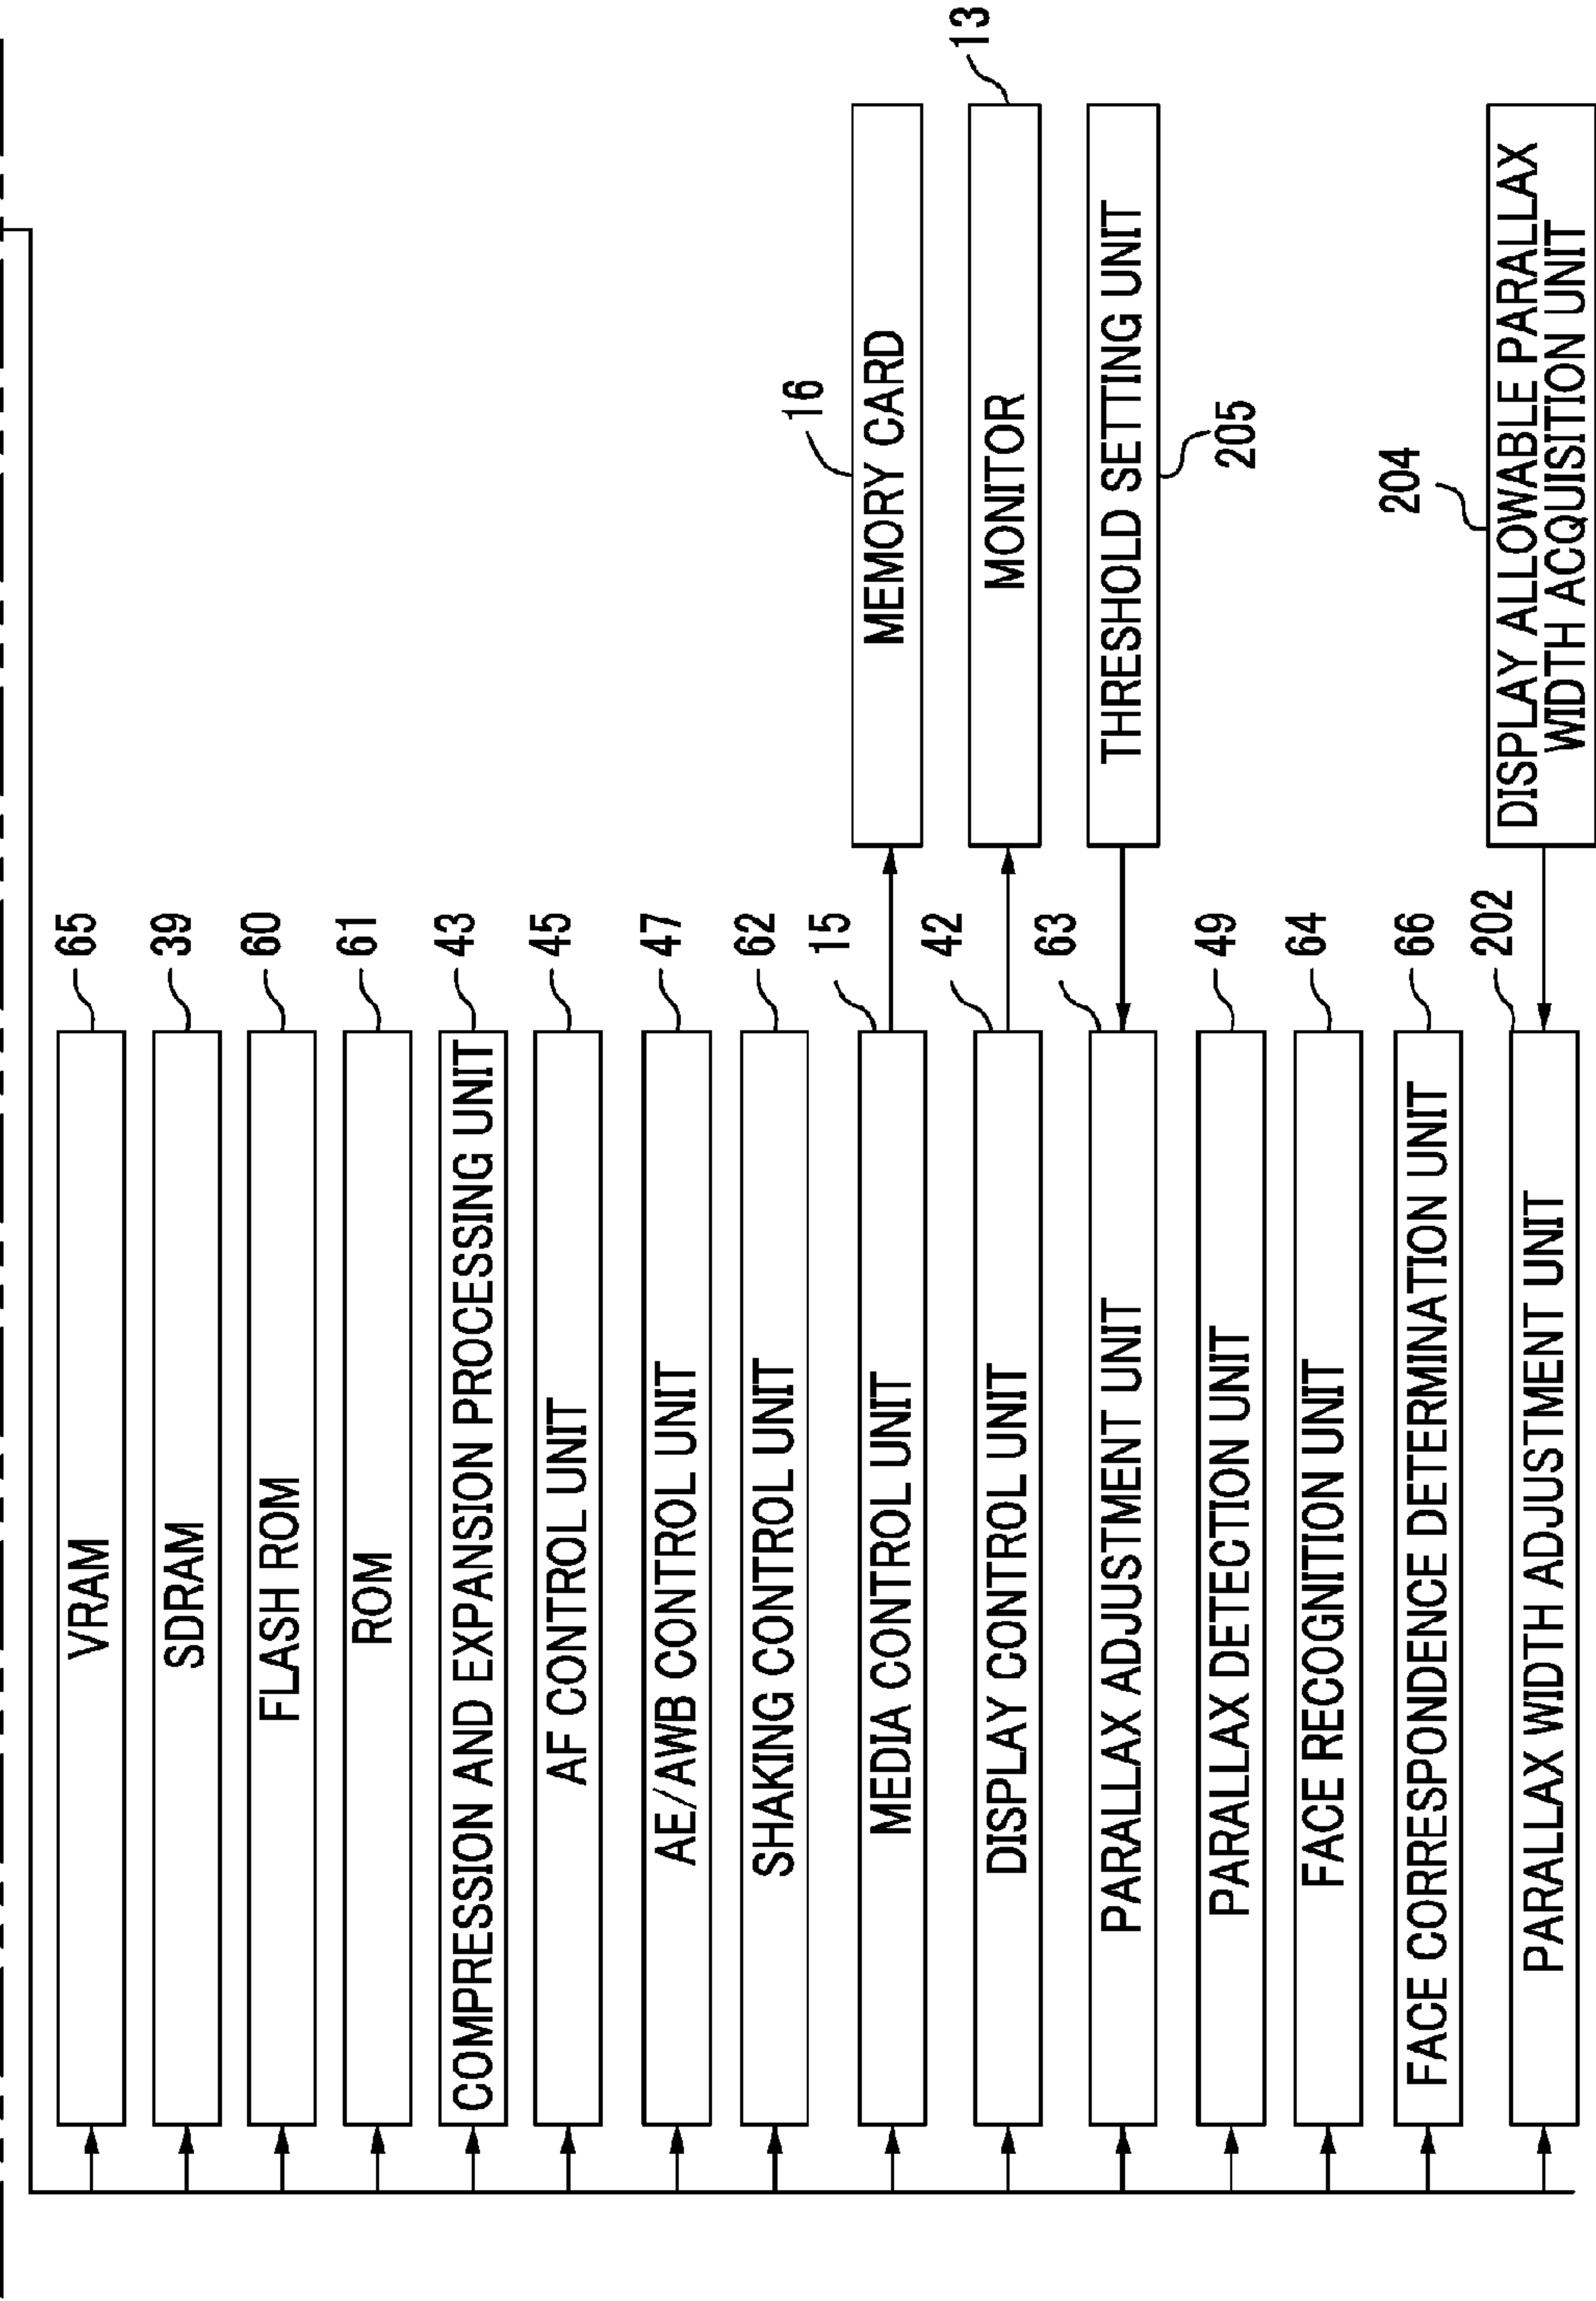 65
VRAM
39
SDRAM
60
FLASH ROM
61
ROM
43
COMPRESSION AND EXPANSION PROCESSING UNIT
45
AF CONTROL UNIT
47
AE/AWB CONTROL UNIT
62
SHAKING CONTROL UNIT
15
MEDIA CONTROL UNIT
16
MEMORY CARD
42
DISPLAY CONTROL UNIT
13
MONITOR
63
PARALLAX ADJUSTMENT UNIT
THRESHOLD SETTING UNIT
205
49
PARALLAX DETECTION UNIT
64
FACE RECOGNITION UNIT
66
FACE CORRESPONDENCE DETERMINATION UNIT
202
PARALLAX WIDTH ADJUSTMENT UNIT
204
DISPLAY ALLOWABLE PARALLAX
WIDTH ACQUISITION UNIT